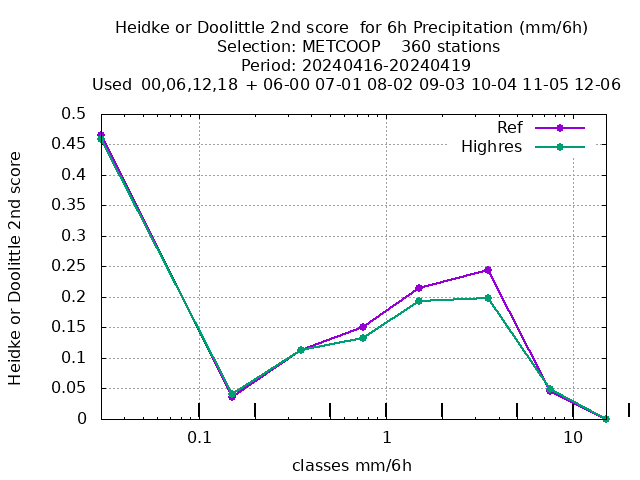 Heidke or Doolittle 2nd score  for 6h Precipitation (mm/6h)
Selection: METCOOP    360 stations
Period: 20240416-20240419
Used  00,06,12,18  + 06-00 07-01 08-02 09-03 10-04 11-05 12-06
Heidke or Doolittle 2nd score
0.5
0.45
0.4
0.35
0.3
0.25
0.2
0.15
0.1
0.05
0
Ref
Highres
0.1 1 10
classes mm/6h